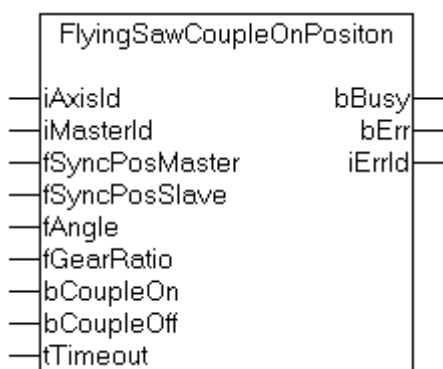 FlyingSawCoupleOnPositon
iAxisId bBusy
iMasterId bErr
fSyncPosMaster iErrId
fSyncPosSlave
fAngle
fGearRatio
bCoupleOn
bCoupleOff
tTimeout